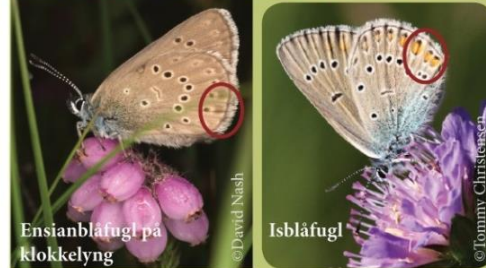 Ensianblåfugl på
klokkelyng
©David Nash
Isblåfugl
©Tommy Christensen